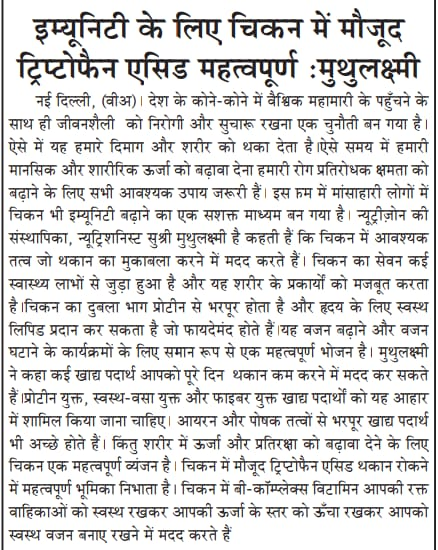 इम्यूनिटी के लिए चिकन में मौजूद
ट्रिप्टोफैन एसिड महत्वपूर्ण :मुथुलक्ष्मी
नई दिल्ली, (वीअ)। देश के कोने-कोने में वैश्विक महामारी के पहुँचने के
साथ ही जीवनशैली को निरोगी और सुचारू रखना एक चुनौती बन गया है।
ऐसे में यह हमारे दिमाग और शरीर को थका देता है।ऐसे समय में हमारी
मानसिक और शारीरिक ऊर्जा को बढ़ावा देना हमारी रोग प्रतिरोधक क्षमता को
बढ़ाने के लिए सभी आवश्यक उपाय जरूरी हैं। इस क्रम में मांसाहारी लोगों में
चिकन भी इम्युनिटी बढ़ाने का एक सशक्त माध्यम बन गया है। न्यूट्रीज़ोन की
संस्थापिका, न्यूट्रिशनिस्ट सुश्री मुथुलक्ष्मी है कहती हैं कि चिकन में आवश्यक
तत्व जो थकान का मुकाबला करने में मदद करते हैं। चिकन का सेवन कई
स्वास्थ्य लाभों से जुड़ा हुआ है और यह शरीर के प्रकार्यों को मजबूत करता
है।चिकन का दुबला भाग प्रोटीन से भरपूर होता है और हृदय के लिए स्वस्थ
लिपिड प्रदान कर सकता है जो फायदेमंद होते हैं।यह वजन बढ़ाने और वजन
घटाने के कार्यक्रमों के लिए समान रूप से एक महत्वपूर्ण भोजन है। मुथुलक्ष्मी
ने कहा कई खाद्य पदार्थ आपको पूरे दिन थकान कम करने में मदद कर सकते
हैं।प्रोटीन युक्त, स्वस्थ-वसा युक्त और फाइबर युक्त खाद्य पदार्थों को यह आहार
में शामिल किया जाना चाहिए। आयरन और पोषक तत्वों से भरपूर खाद्य पदार्थ
भी अच्छे होते हैं। किंतु शरीर में ऊर्जा और प्रतिरक्षा को बढ़ावा देने के लिए
चिकन एक महत्वपूर्ण व्यंजन है। चिकन में मौजूद ट्रिप्टोफैन एसिड थकान रोकने
में महत्वपूर्ण भूमिका निभाता है। चिकन में बी-कॉम्प्लेक्स विटामिन आपकी रक्त
वाहिकाओं को स्वस्थ रखकर आपकी ऊर्जा के स्तर को ऊँचा रखकर आपको
स्वस्थ वजन बनाए रखने में मदद करते हैं